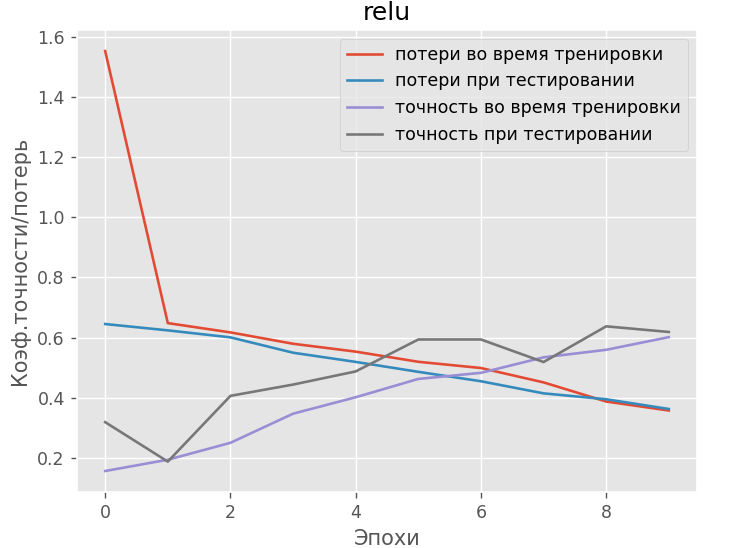 relu
потери во время тренировки
потери при тестировании
точность во время тренировки
точность при тестировании
Коэф.точности/потерь
1.6
1.4
1.2
1.0
0.8
0.6
0.4
0.2
0 2 4 6 8
Эпохи